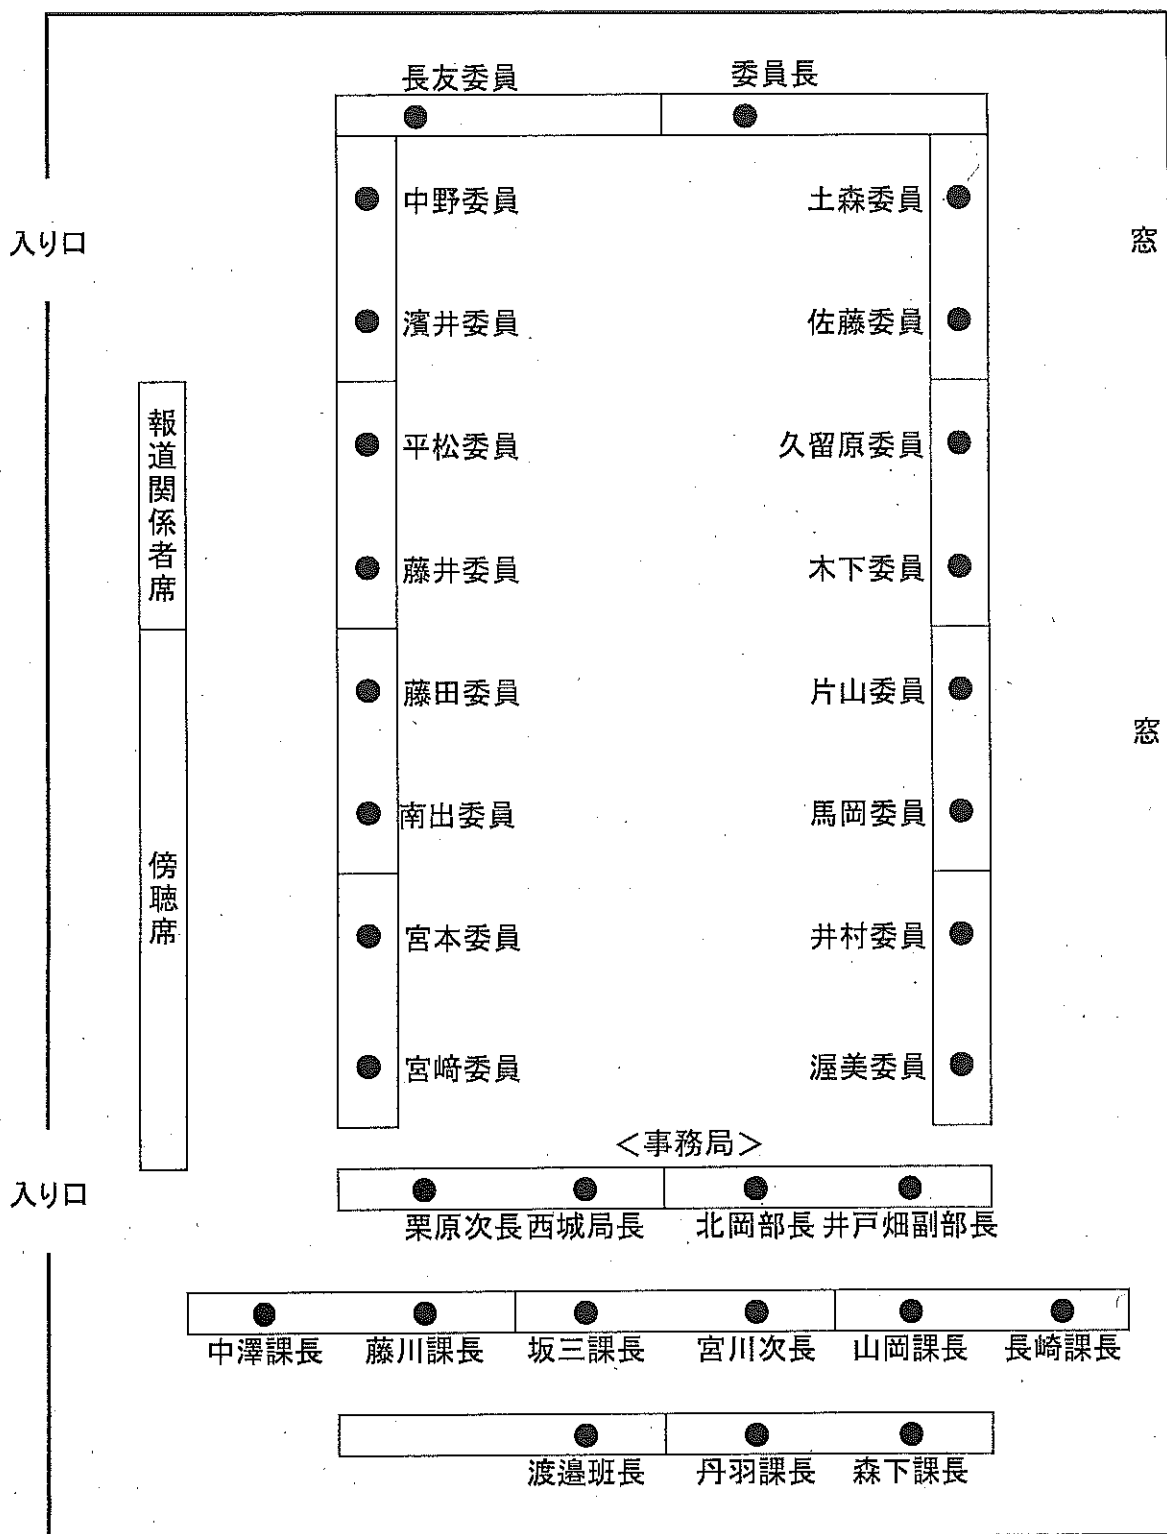 長友委員 委員長
中野委員 土森委員
入り口 窓
濱井委員 佐藤委員
報道関係者席
平松委員 久留原委員
藤井委員 木下委員
藤田委員 片山委員
窓
南出委員 馬岡委員
傍聴席
宮本委員 井村委員
宮﨑委員 渥美委員
＜事務局＞
入り口
栗原次長 西城局長 北岡部長 井戸畑副部長
中澤課長 藤川課長 坂三課長 宮川次長 山岡課長 長崎課長
渡邉班長 丹羽課長 森下課長